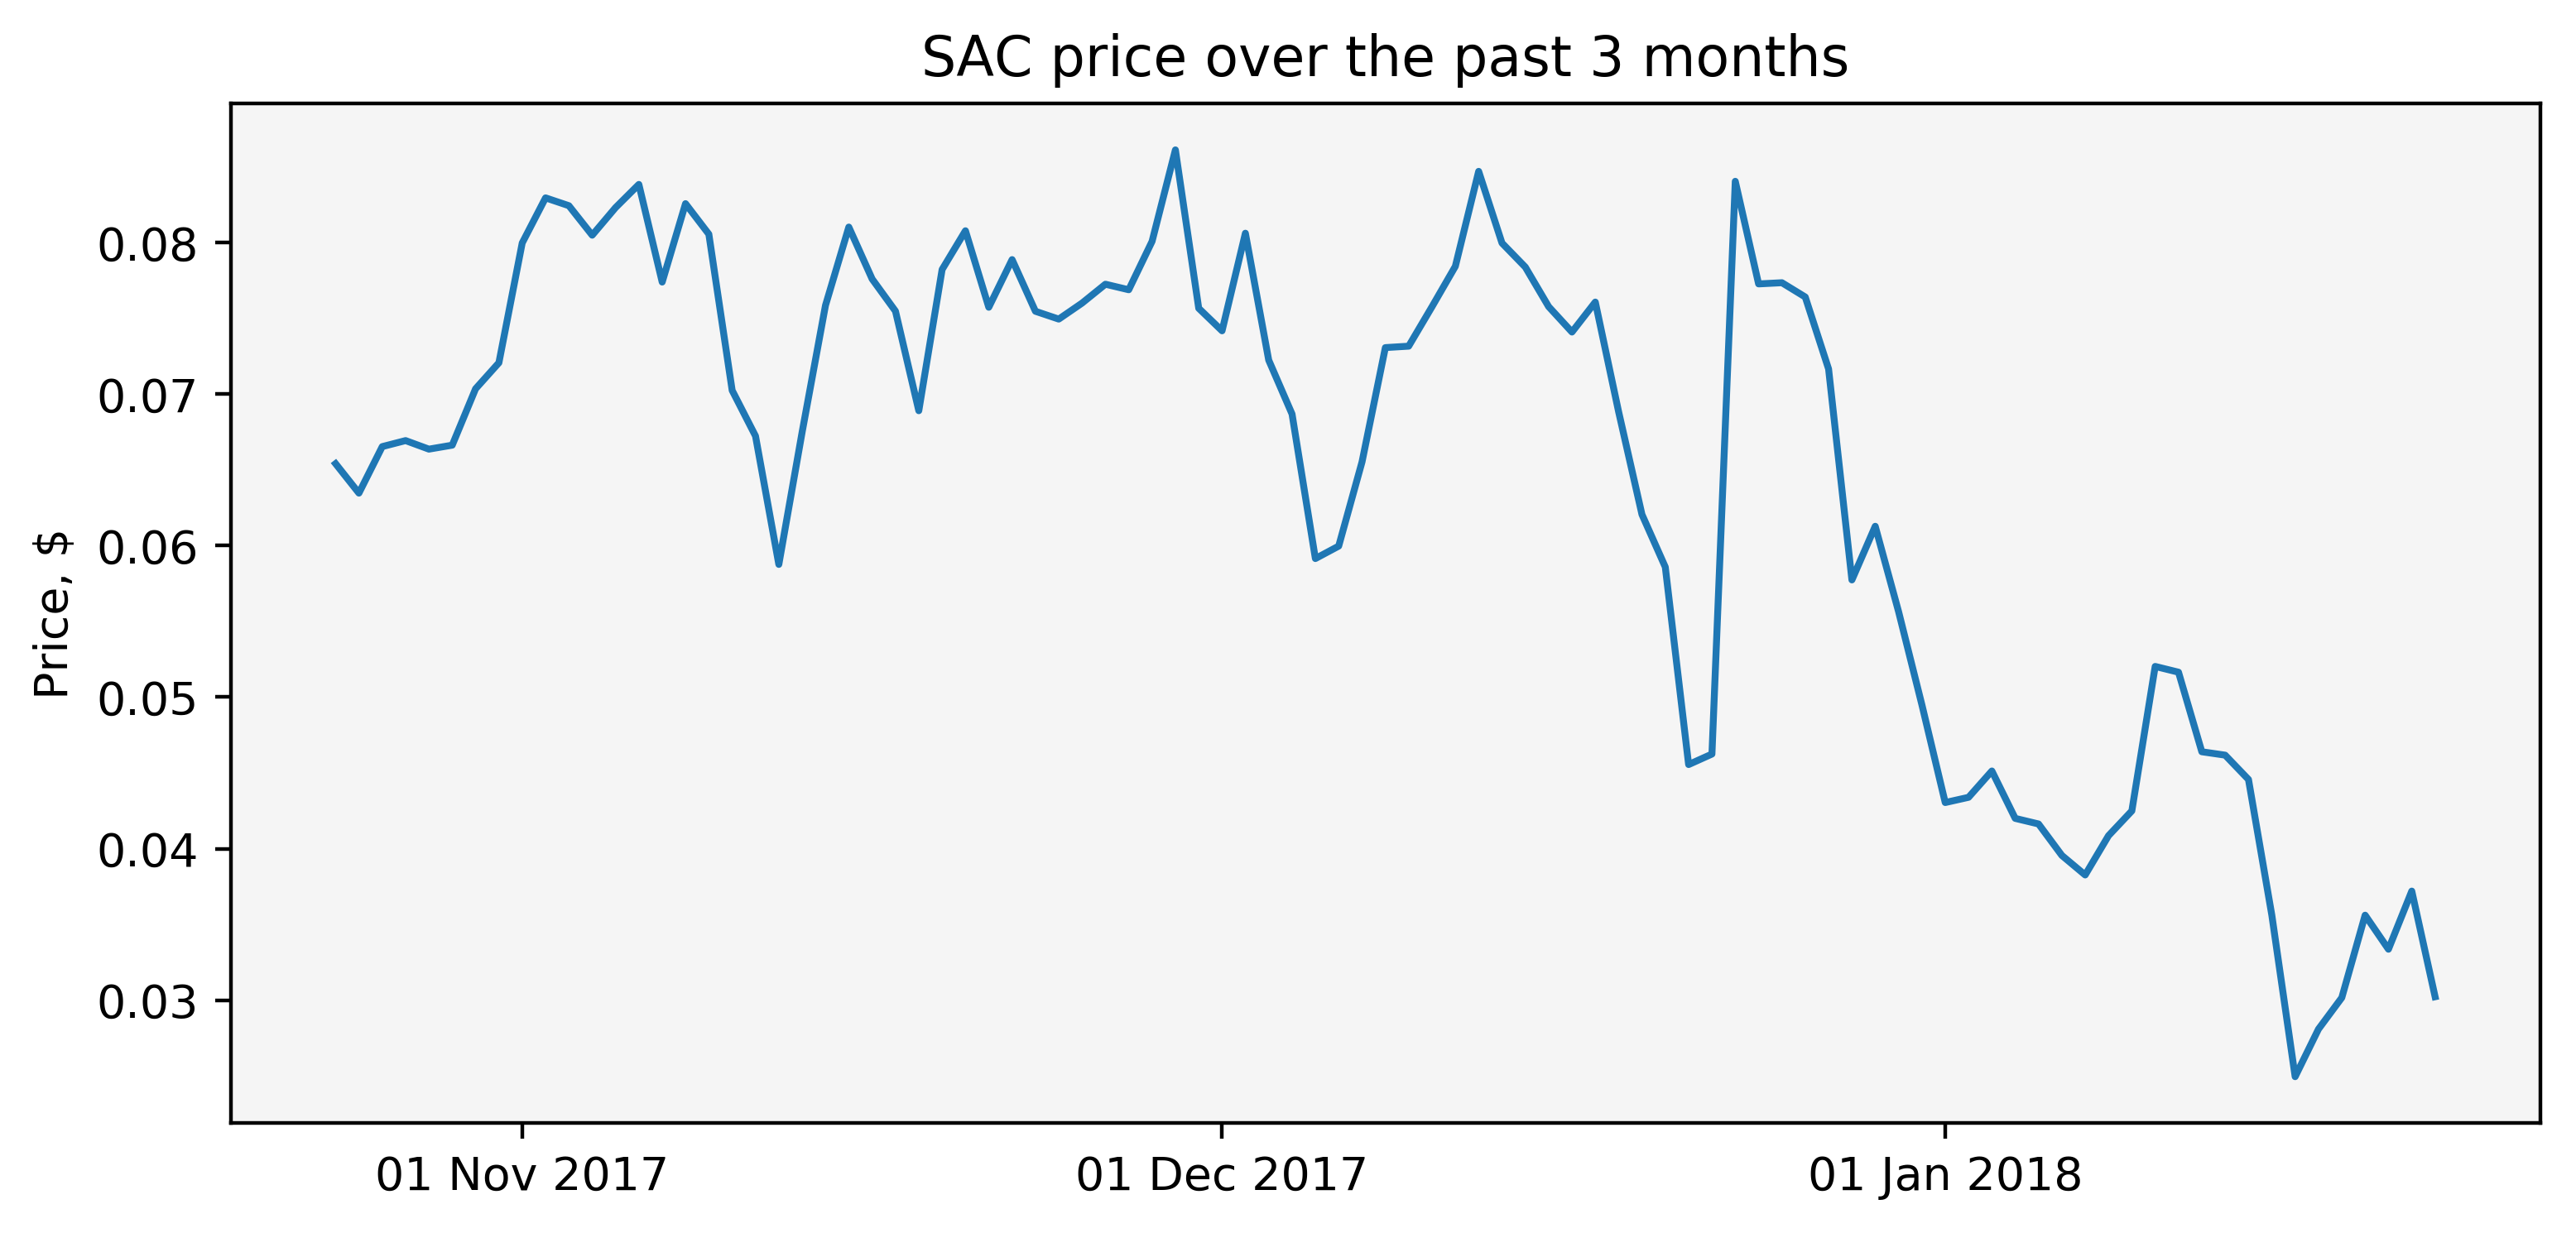 SAC price over the past 3 months
Price, $
0.08
0.07
0.06
0.05
0.04
0.03
01 Nov 2017
01 Dec 2017
01 Jan 2018